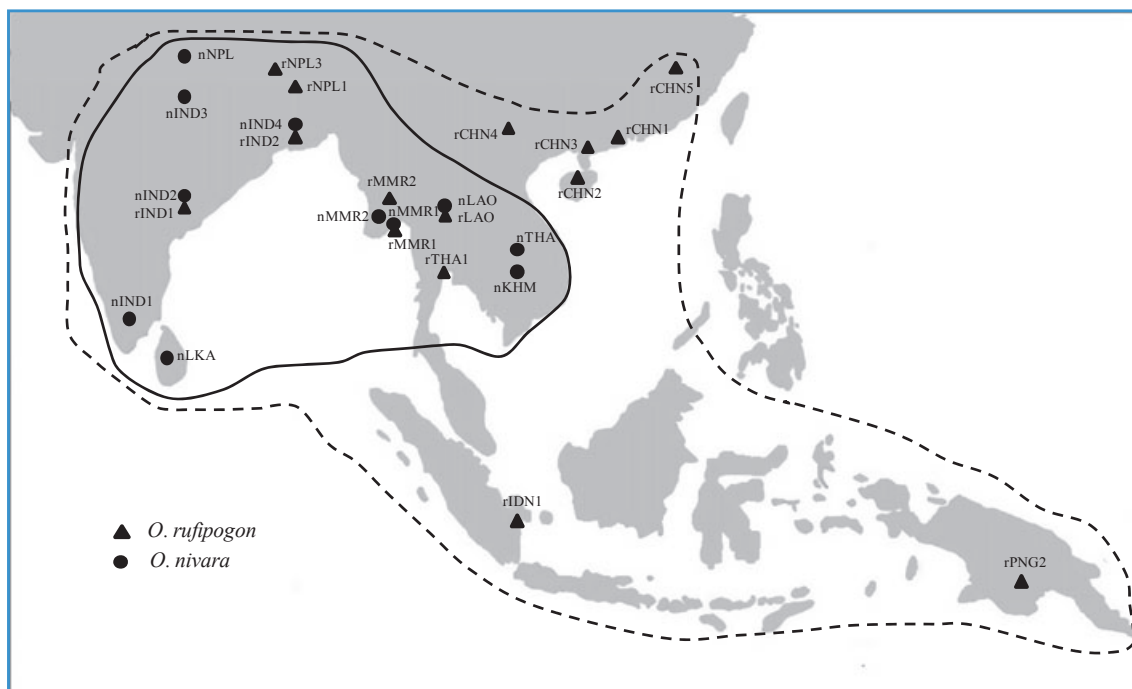 nNPL
rNPL3
rCHN5
rNPL1
nIND3
nIND4
rIND2
rCHN4
rCHN3
rCHN1
rCHN2
rMMR2
nIND2
rIND1
nMMR2
nMMR1
rMMR1
nLAO
rLAO
nTHA
rTHA1
nKHM
nIND1
nLKA
rIDN1
O. rufipogon
O. nivara
rPNG2